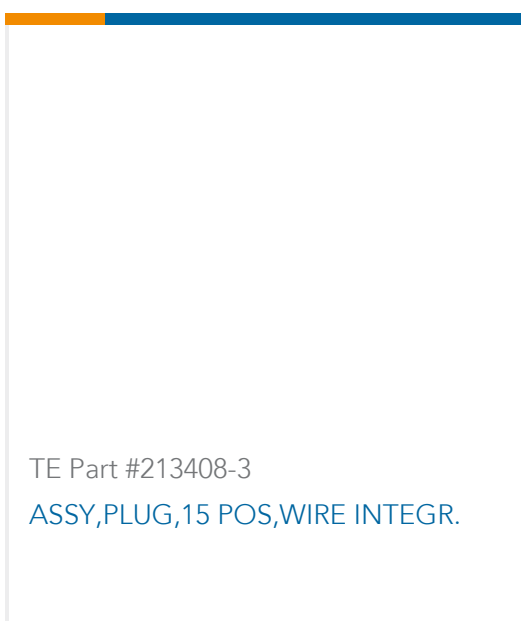 TE Part #213408-3
ASSY,PLUG,15 POS,WIRE INTEGR.